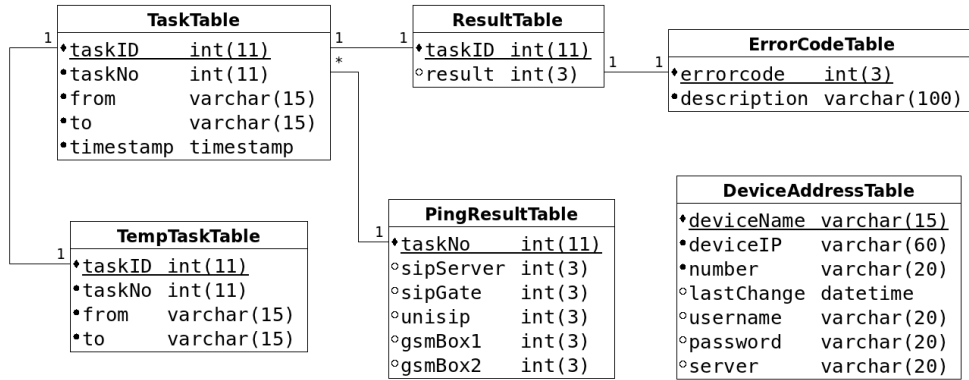 TaskTable
1
taskID int(11)
1
*
taskNo int(11)
from varchar(15)
to varchar(15)
timestamp timestamp
ResultTable
1
taskID int(11)
result int(3)
1
ErrorCodeTable
1
errorcode int(3)
description varchar(100)
TempTaskTable
1
taskID int(11)
taskNo int(11)
from varchar(15)
to varchar(15)
PingResultTable
1
taskNo int(11)
sipServer int(3)
sipGate int(3)
unisip int(3)
gsmBox1 int(3)
gsmBox2 int(3)
DeviceAddressTable
deviceName varchar(15)
deviceIP varchar(60)
number varchar(20)
lastChange datetime
username varchar(20)
password varchar(20)
server varchar(20)